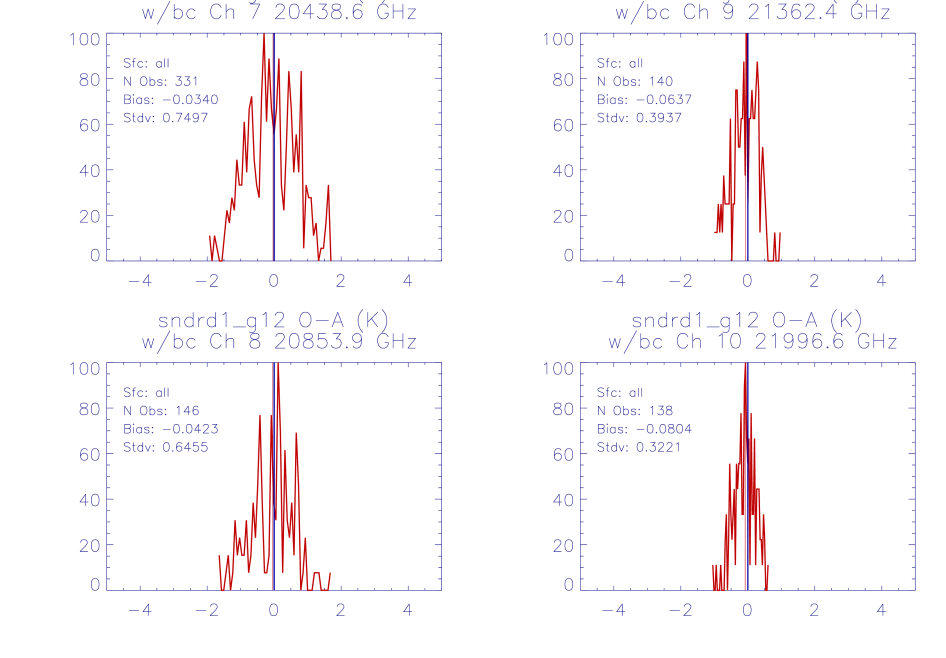 w/bc Ch 7 20438.6 GHz
100
80
60
40
20
0
Sfc: all
N Obs: 331
Bias: −0.0340
Stdv: 0.7497
−4 −2 0 2 4
w/bc Ch 9 21362.4 GHz
100
80
60
40
20
0
Sfc: all
N Obs: 140
Bias: −0.0637
Stdv: 0.3937
−4 −2 0 2 4
sndrd1_g12 O−A (K)
w/bc Ch 8 20853.9 GHz
100
80
60
40
20
0
Sfc: all
N Obs: 146
Bias: −0.0423
Stdv: 0.6455
−4 −2 0 2 4
sndrd1_g12 O−A (K)
w/bc Ch 10 21996.6 GHz
100
80
60
40
20
0
Sfc: all
N Obs: 138
Bias: −0.0804
Stdv: 0.3221
−4 −2 0 2 4